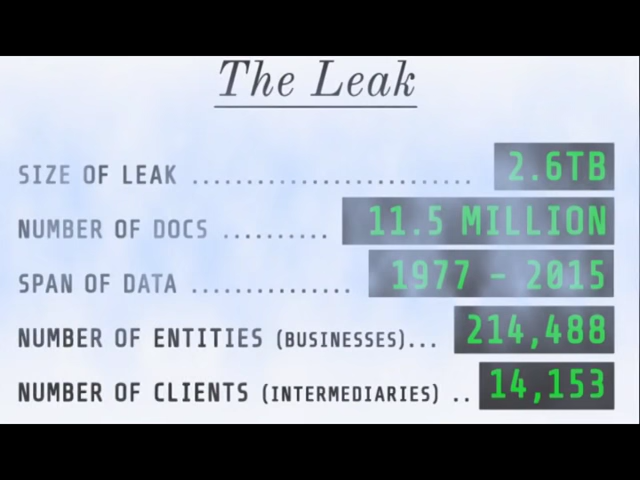 The Leak
SIZE OF LEAK .......................... 2.6TB
NUMBER OF DOCS .......... 11.5 MILLION
SPAN OF DATA ............... 1977 - 2015
NUMBER OF ENTITIES (BUSINESSES)... 214,488
NUMBER OF CLIENTS (INTERMEDIARIES) .. 14,153